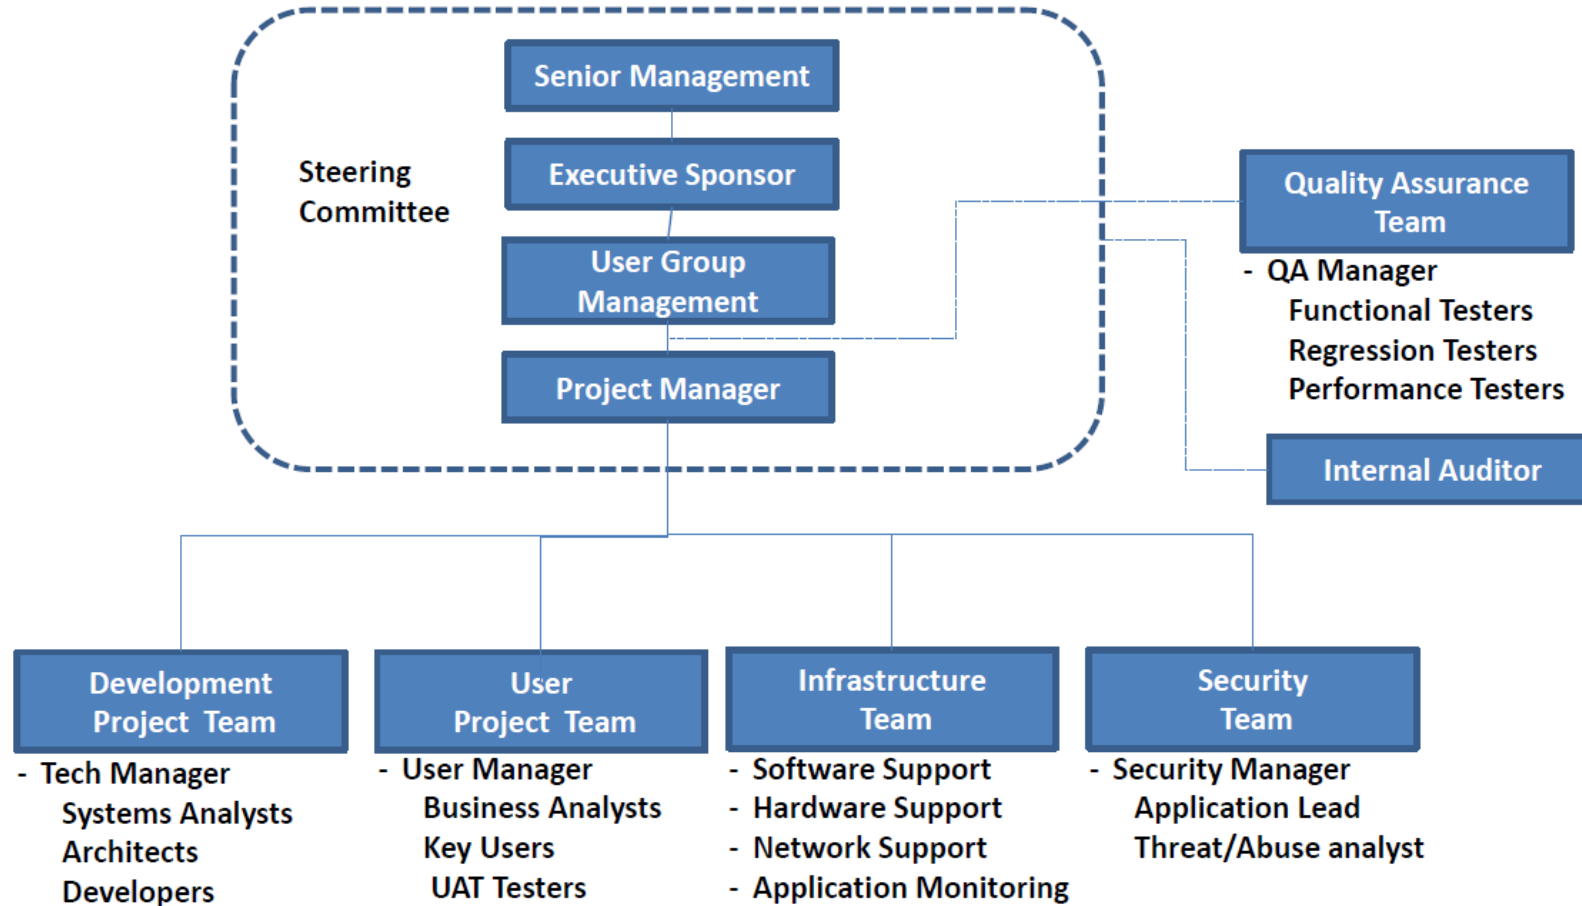 Senior Management
Executive Sponsor
Steering
Committee
User Group
Management
Project Manager
Quality Assurance
Team
- QA Manager
Functional Testers
Regression Testers
Performance Testers
Internal Auditor
Development
Project Team
- Tech Manager
Systems Analysts
Architects
Developers
User
Project Team
- User Manager
Business Analysts
Key Users
UAT Testers
Infrastructure
Team
- Software Support
- Hardware Support
- Network Support
- Application Monitoring
Security
Team
- Security Manager
Application Lead
Threat/Abuse analyst